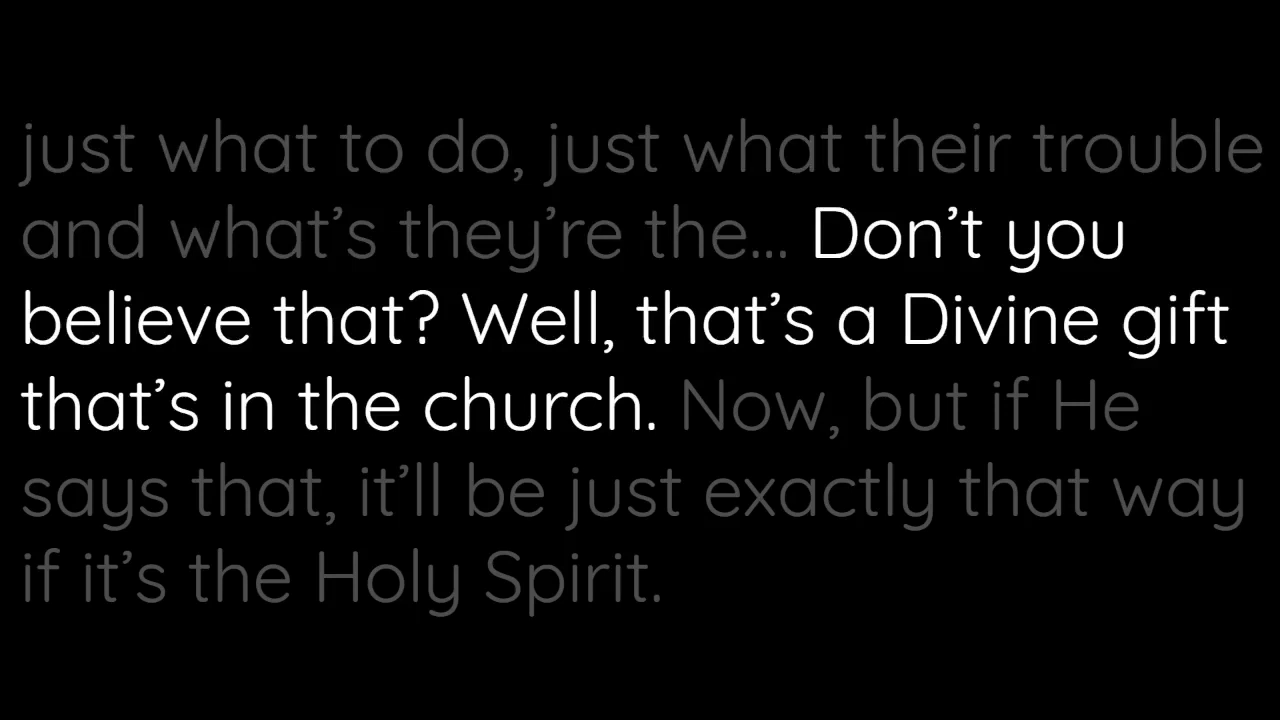 just what to do, just what their trouble
and what’s they’re the... Don’t you
believe that? Well, that’s a Divine gift
that’s in the church. Now, but if He
says that, it’ll be just exactly that way
if it’s the Holy Spirit.